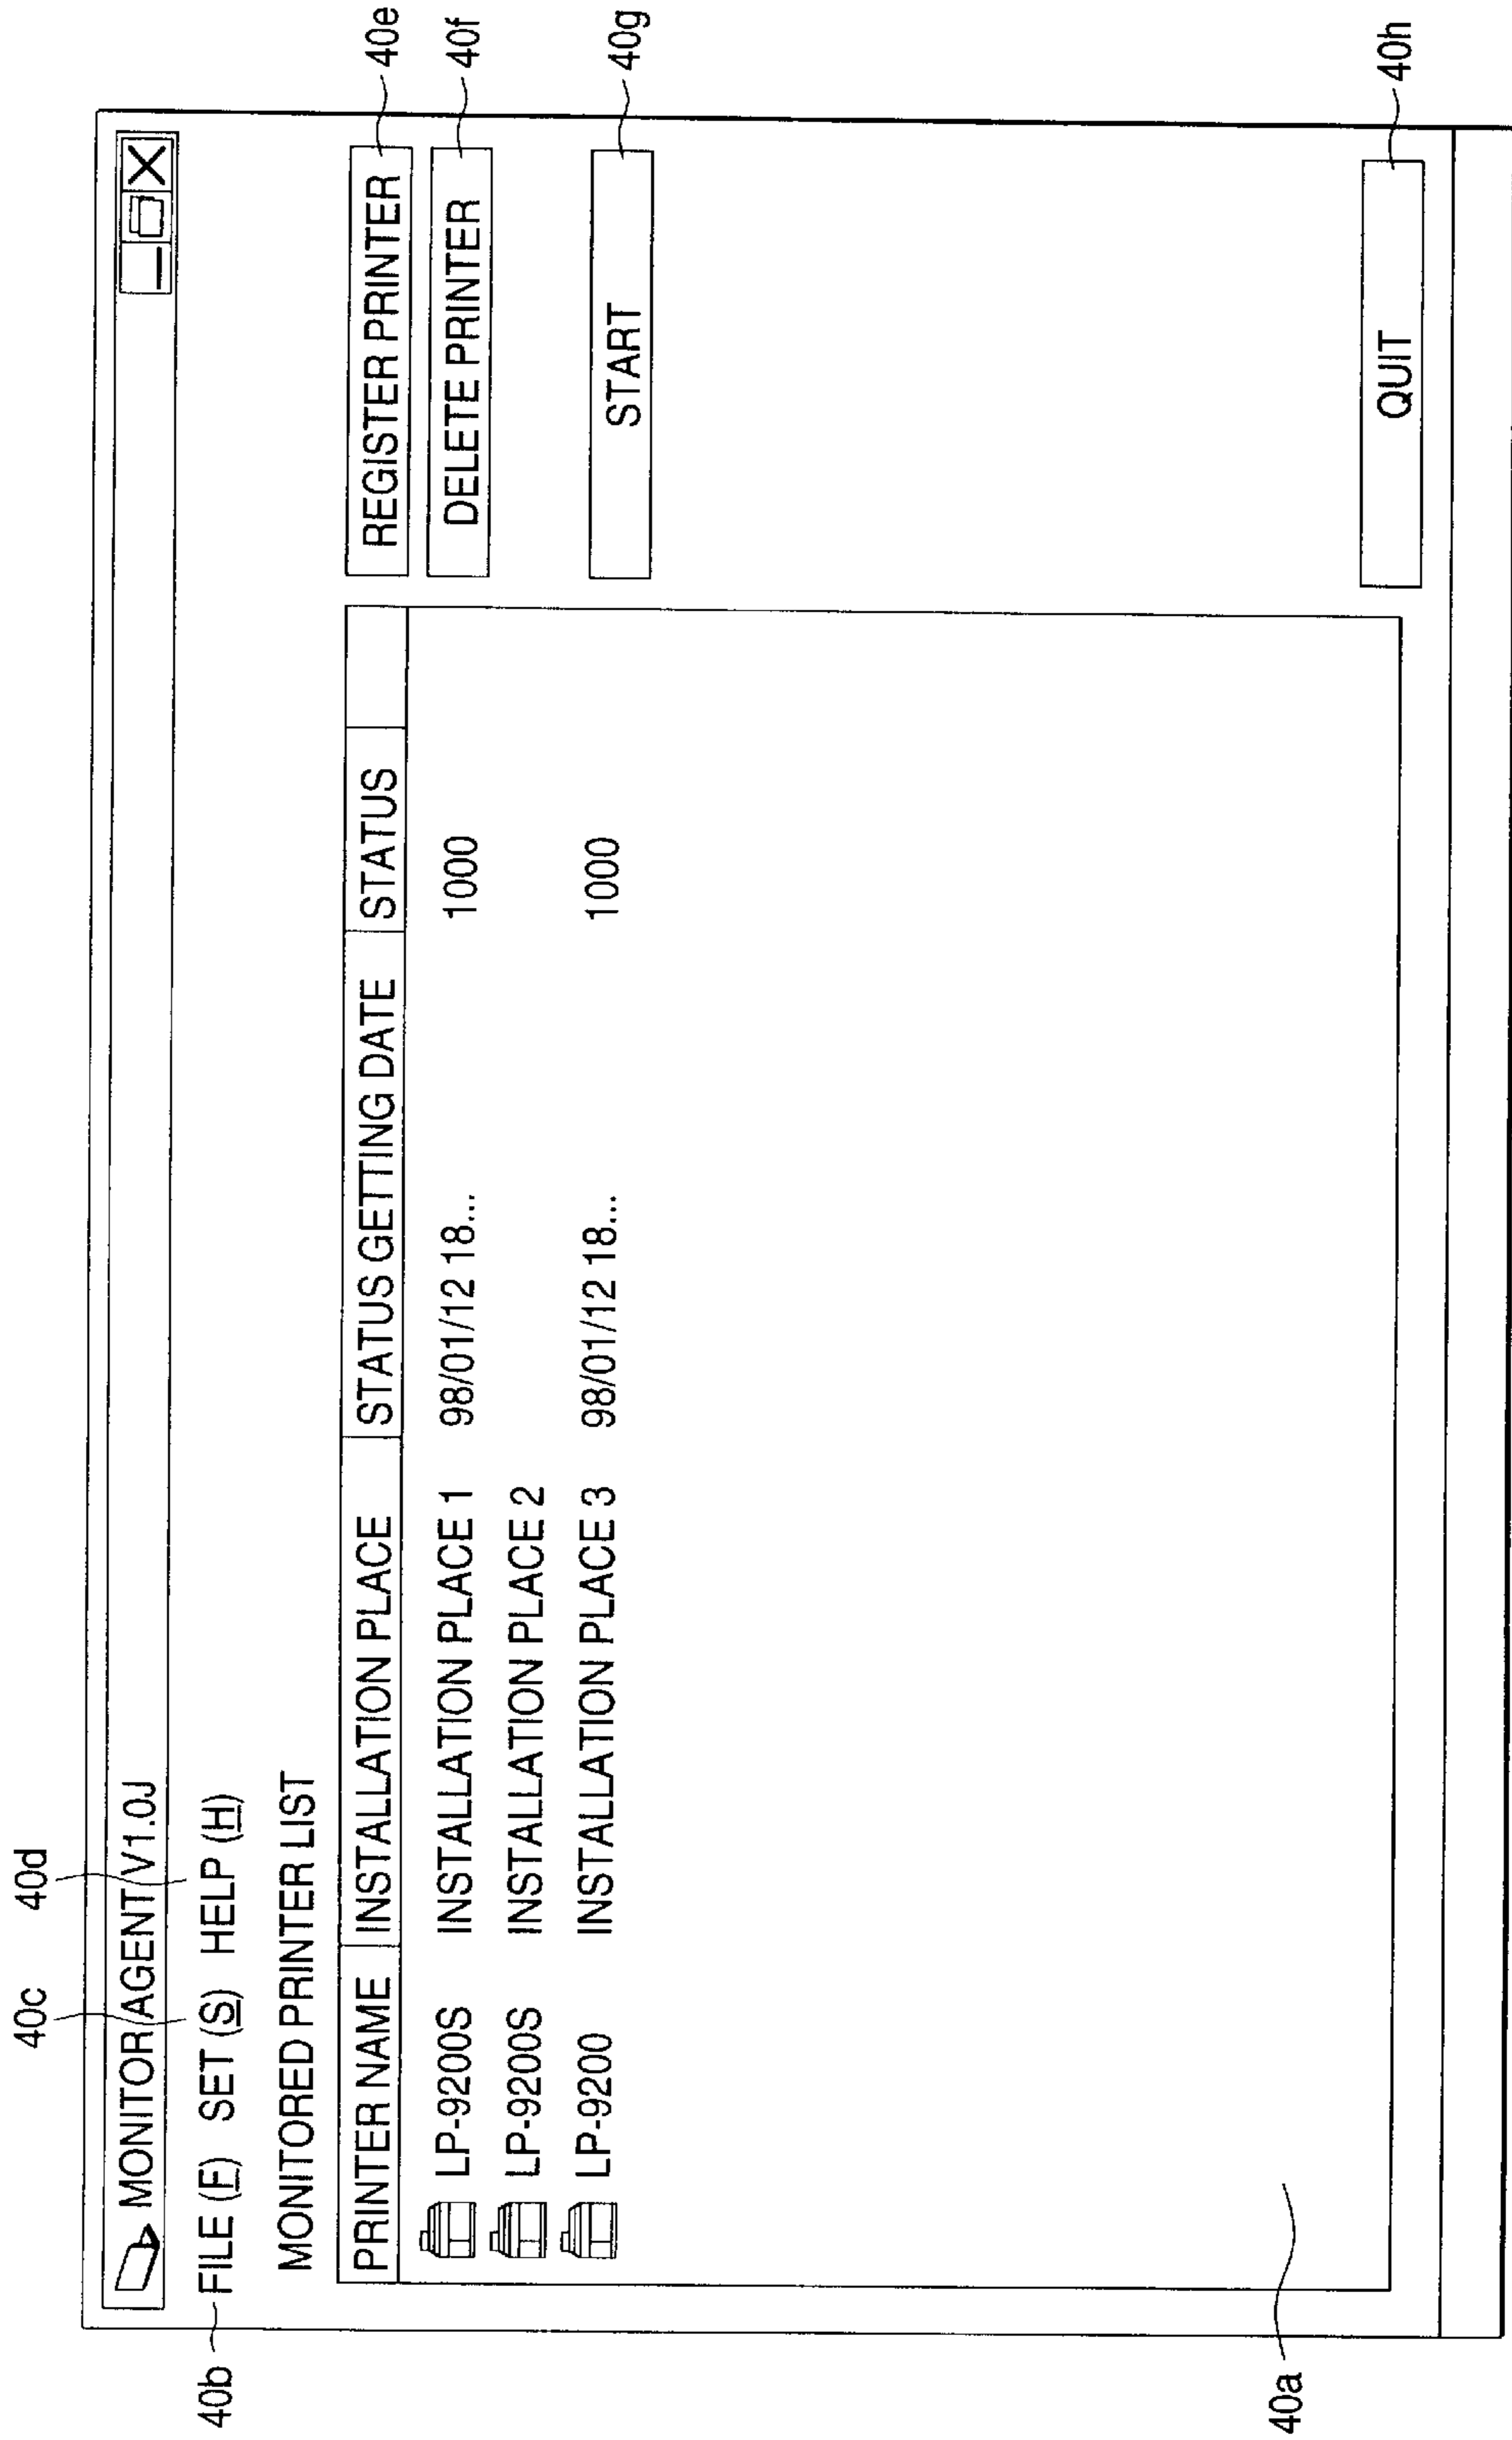 40c 40d
MONITOR AGENT V1.0J
40b FILE (F) SET (S) HELP (H)
MONITORED PRINTER LIST
PRINTER NAME INSTALLATION PLACE STATUS GETTING DATE STATUS
LP-9200S INSTALLATION PLACE 1 98/01/12 18... 1000
LP-9200S INSTALLATION PLACE 2
LP-9200 INSTALLATION PLACE 3 98/01/12 18... 1000
REGISTER PRINTER 40e
DELETE PRINTER 40f
START 40g
QUIT 40h
40a